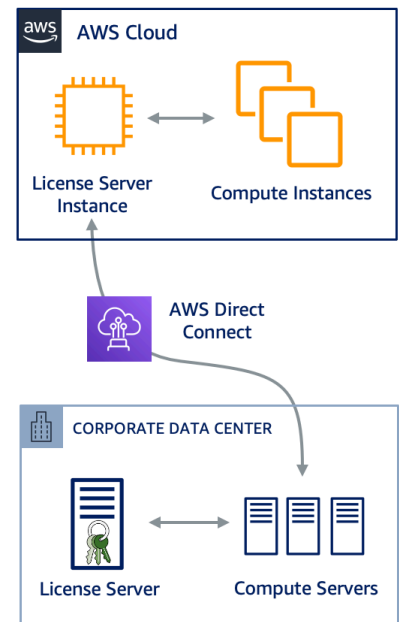 aws
AWS Cloud
License Server
Instance
Compute Instances
AWS Direct
Connect
CORPORATE DATA CENTER
License Server
Compute Servers